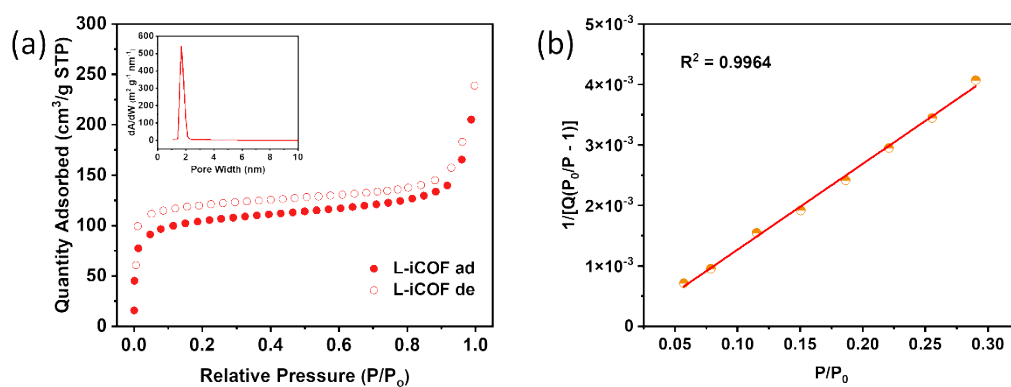 (a)
300
250
200
150
100
50
0
Quantity Adsorbed (cm³/g STP)
0.0 0.2 0.4 0.6 0.8 1.0
Relative Pressure (P/P₀)
600
500
400
300
200
100
0
dA/dW (m² g⁻¹ nm⁻¹)
0 2 4 6 8 10
Pore Width (nm)
L-iCOF ad
L-iCOF de
(b)
5×10⁻³
4×10⁻³
3×10⁻³
2×10⁻³
1×10⁻³
0
1/[Q(P₀/P - 1)]
R² = 0.9964
0.05 0.10 0.15 0.20 0.25 0.30
P/P₀